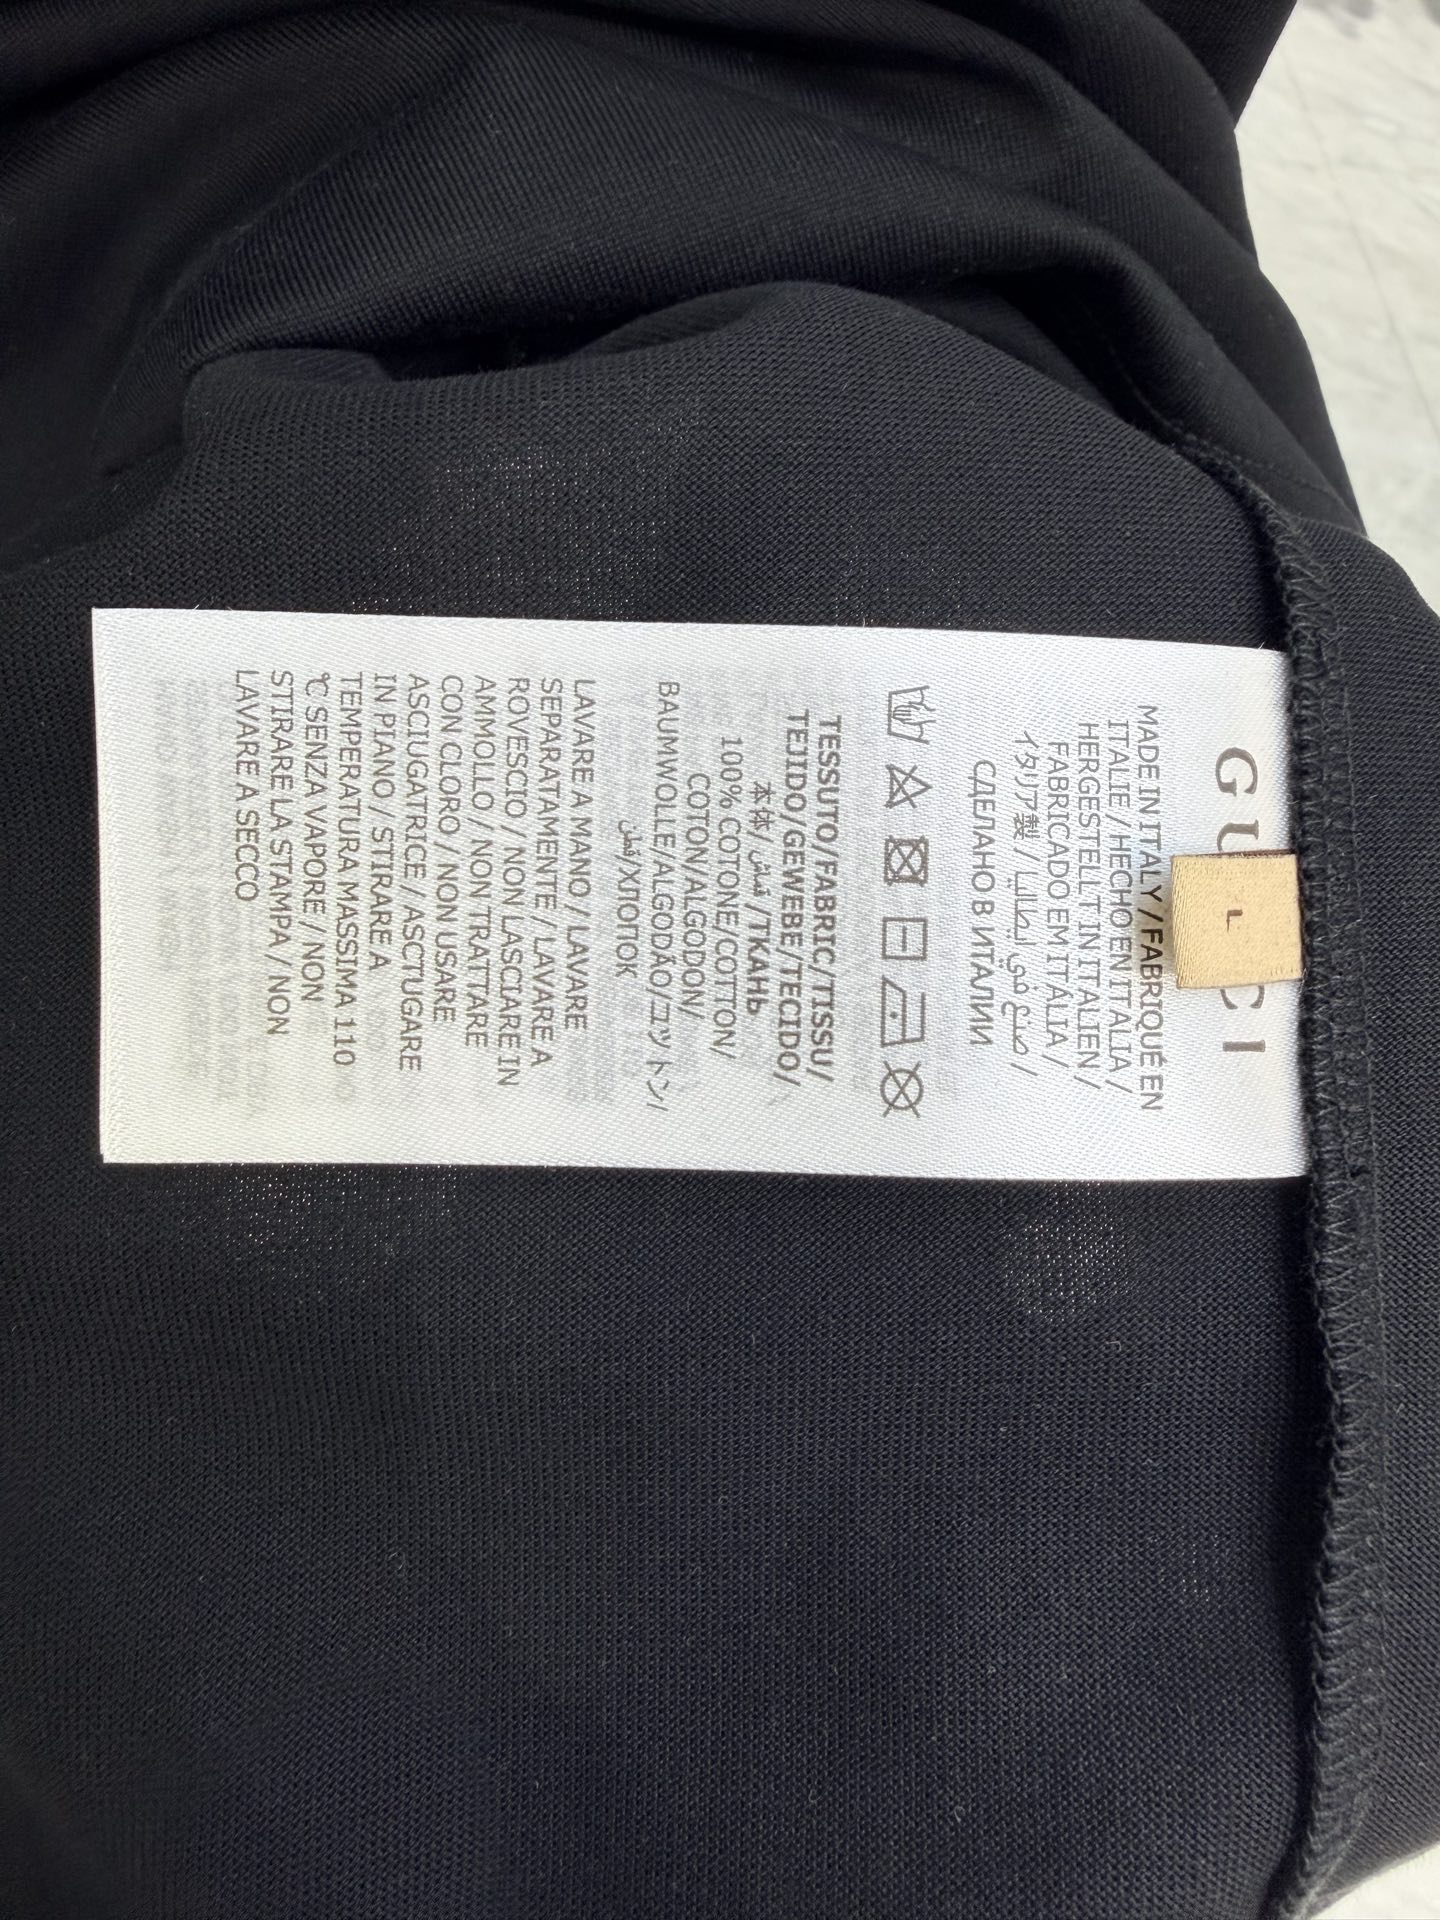 GUCCI
L
MADE IN ITALY / FABRIQUÉ EN
ITALIE / HECHO EN ITALIA /
HERGESTELLT IN ITALIEN /
FABRICADO EM ITÁLIA /
イタリア製 / صنع في إيطاليا /
СДЕЛАНО В ИТАЛИИ
TESSUTO/FABRIC/TISSU/
TEJIDO/GEWEBE/TECIDO/
本体/قماش/ТКАНЬ
100% COTONE/COTTON/
COTON/ALGODON/
BAUMWOLLE/ALGODÃO/コットン/
قطن/ХЛОПОК
LAVARE A MANO / LAVARE
SEPARATAMENTE / LAVARE A
ROVESCIO / NON LASCIARE IN
AMMOLLO / NON TRATTARE
CON CLORO / NON USARE
ASCIUGATRICE / ASCTUGARE
IN PIANO / STIRARE A
TEMPERATURA MASSIMA 110
℃ SENZA VAPORE / NON
STIRARE LA STAMPA / NON
LAVARE A SECCO